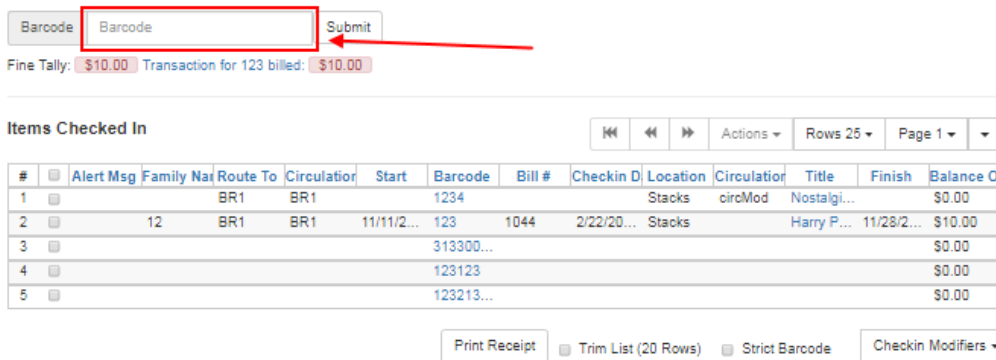 Barcode Barcode Submit
Fine Tally: $10.00 Transaction for 123 billed: $10.00
Items Checked In
Actions Rows 25 Page 1
# Alert Msg Family Nar Route To Circulation Start Barcode Bill # Checkin D Location Circulation Title Finish Balance O
1 BR1 BR1 1234 Stacks circMod Nostalgi... $0.00
2 12 BR1 BR1 11/11/2... 123 1044 2/22/20... Stacks Harry P... 11/28/2... $10.00
3 313300... $0.00
4 123123 $0.00
5 123213... $0.00
Print Receipt Trim List (20 Rows) Strict Barcode Checkin Modifiers